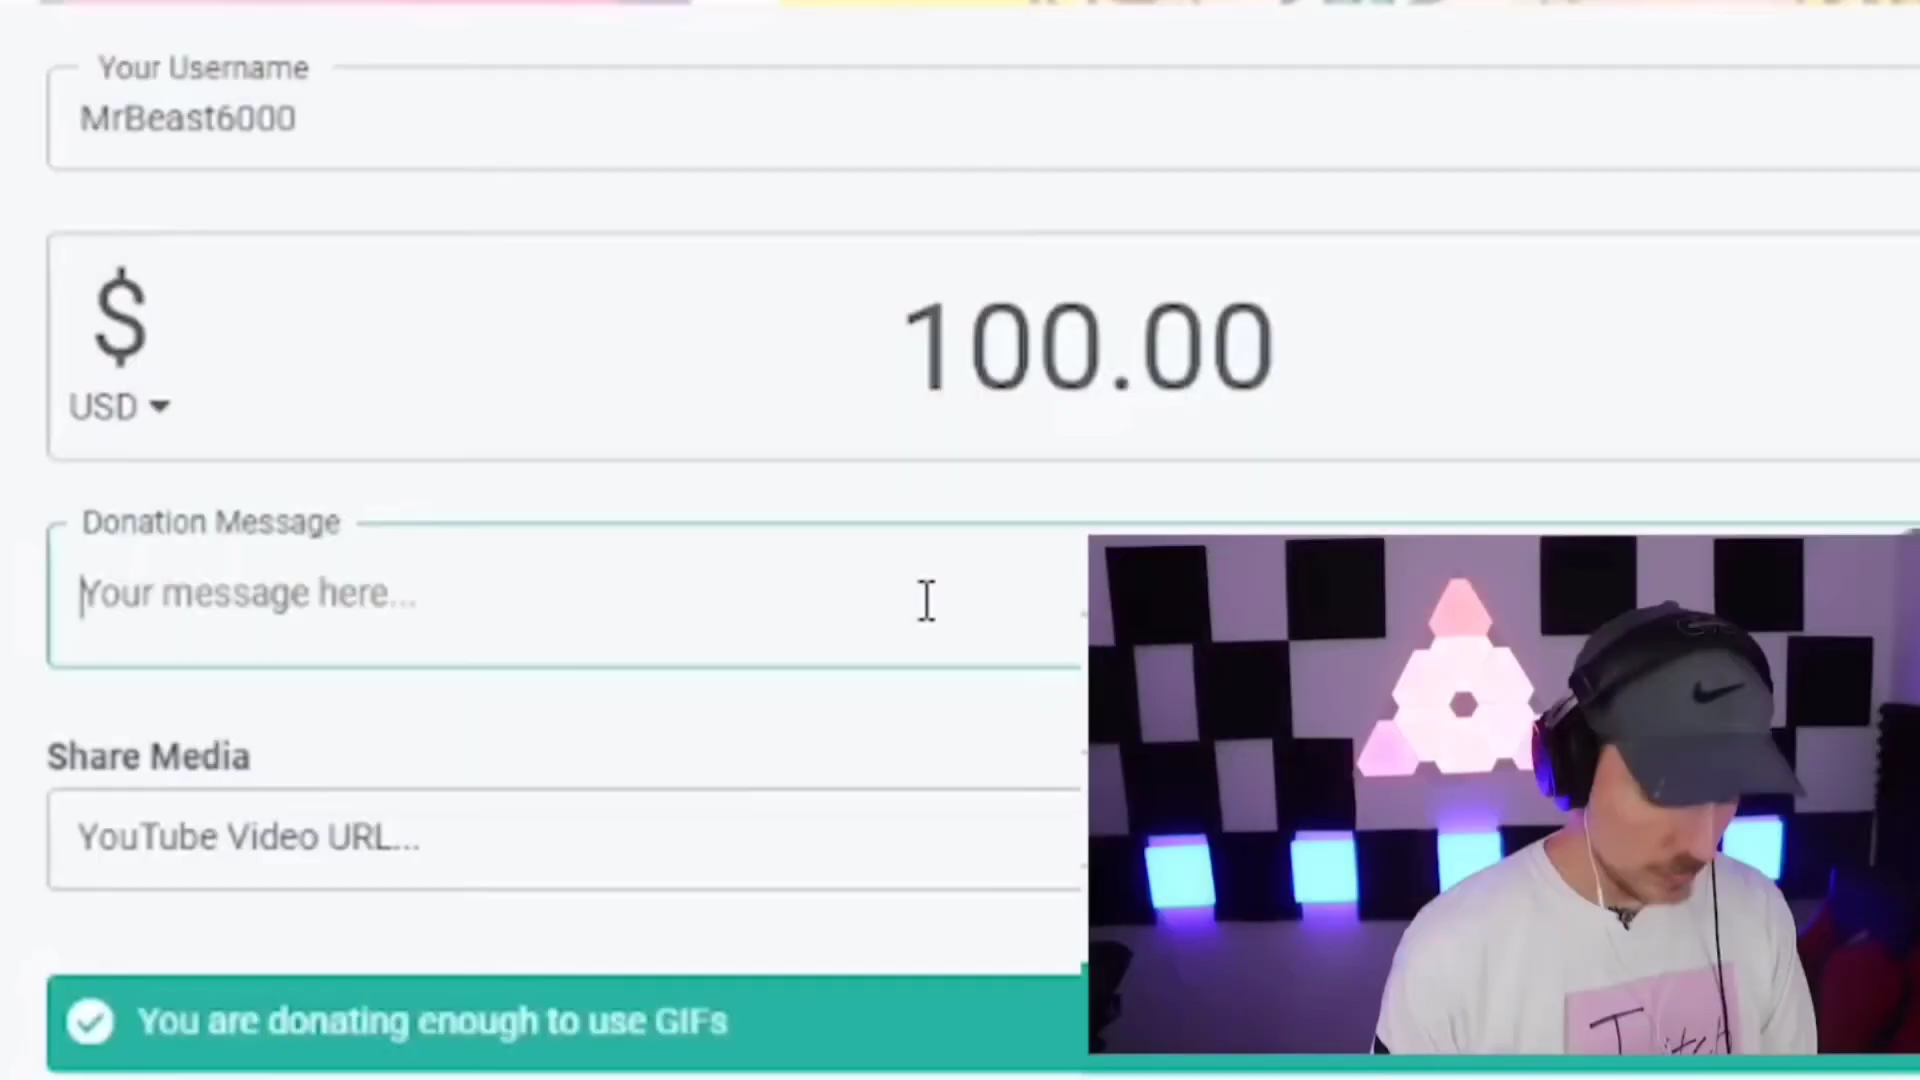 Your Username
MrBeast6000
$
100.00
USD
Donation Message
Your message here...
Share Media
YouTube Video URL...
You are donating enough to use GIFs
Twitch